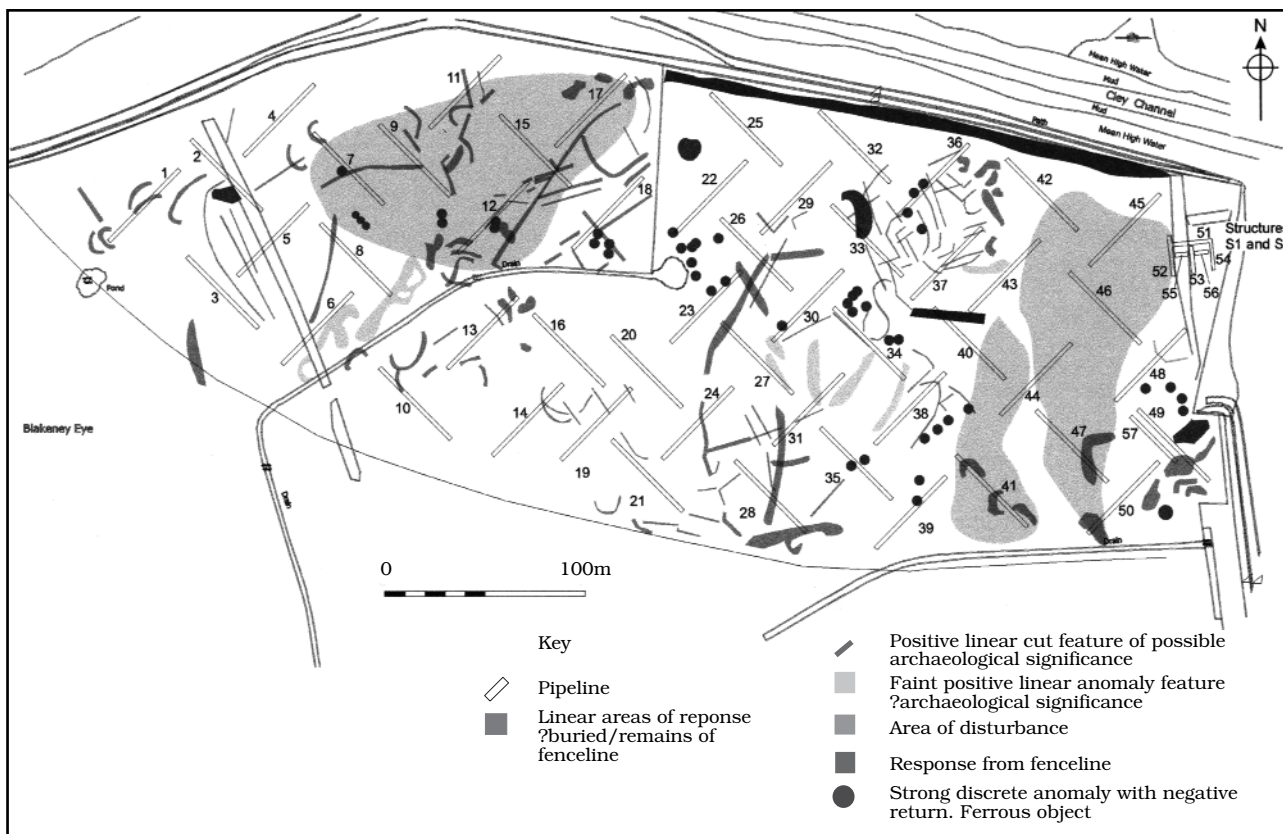 N
Mean High Water
Mud
Cley Channel
Mud
Mean High Water
Path
11
17
4
9
15
25
32
36
2
7
42
1
22
45
12
18
29
26
51
Structure
S1 and S
5
33
54
8
52
53
Drain
37
43
55
56
3
Pond
46
6
23
30
13
16
20
34
40
48
27
10
24
44
49
14
38
57
31
47
Blakeney Eye
19
35
41
21
28
50
39
Drain
Drain
0 100m
Key
Pipeline
Linear areas of reponse
?buried/remains of
fenceline
Positive linear cut feature of possible
archaeological significance
Faint positive linear anomaly feature
?archaeological significance
Area of disturbance
Response from fenceline
Strong discrete anomaly with negative
return. Ferrous object